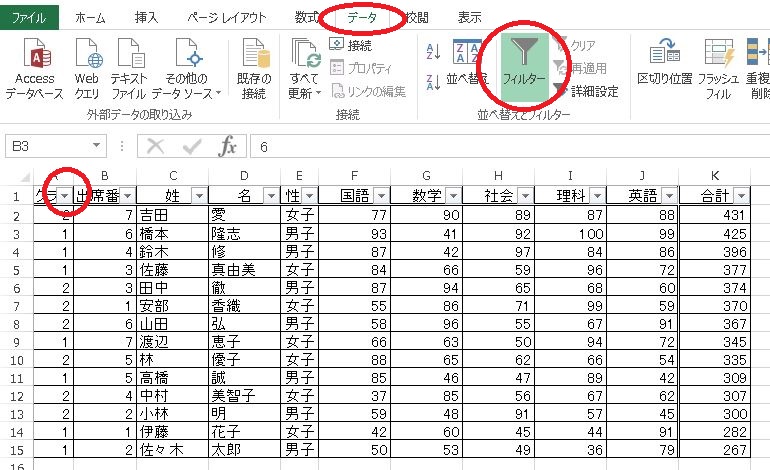 ファイル ホーム 挿入 ページ レイアウト 数式 データ 校閲 表示
Access データベース
Web クエリ
テキスト ファイル
その他の データ ソース
既存の 接続
すべて 更新
接続
プロパティ
リンクの編集
並べ替え
フィルター
クリア
再適用
詳細設定
区切り位置
フラッシュ フィル
重複 削除
外部データの取り込み 接続 並べ替えとフィルター
B3 fx 6
A B C D E F G H I J K
1 クラ 出席番 姓 名 性 国語 数学 社会 理科 英語 合計
2 2 7 吉田 愛 女子 77 90 89 87 88 431
3 1 6 橋本 隆志 男子 93 41 92 100 99 425
4 1 4 鈴木 修 男子 87 42 97 84 86 396
5 1 3 佐藤 真由美 女子 84 66 59 96 72 377
6 2 3 田中 徹 男子 87 94 65 68 60 374
7 2 1 安部 香織 女子 55 86 71 99 59 370
8 2 6 山田 弘 男子 58 96 55 67 91 367
9 1 7 渡辺 恵子 女子 66 63 50 94 72 345
10 2 5 林 優子 女子 88 65 62 66 54 335
11 1 5 高橋 誠 男子 85 46 47 89 42 309
12 2 4 中村 美智子 女子 37 85 56 67 62 307
13 2 2 小林 明 男子 59 48 91 57 45 300
14 1 1 伊藤 花子 女子 42 60 45 44 91 282
15 1 2 佐々木 太郎 男子 50 53 49 36 79 267
16